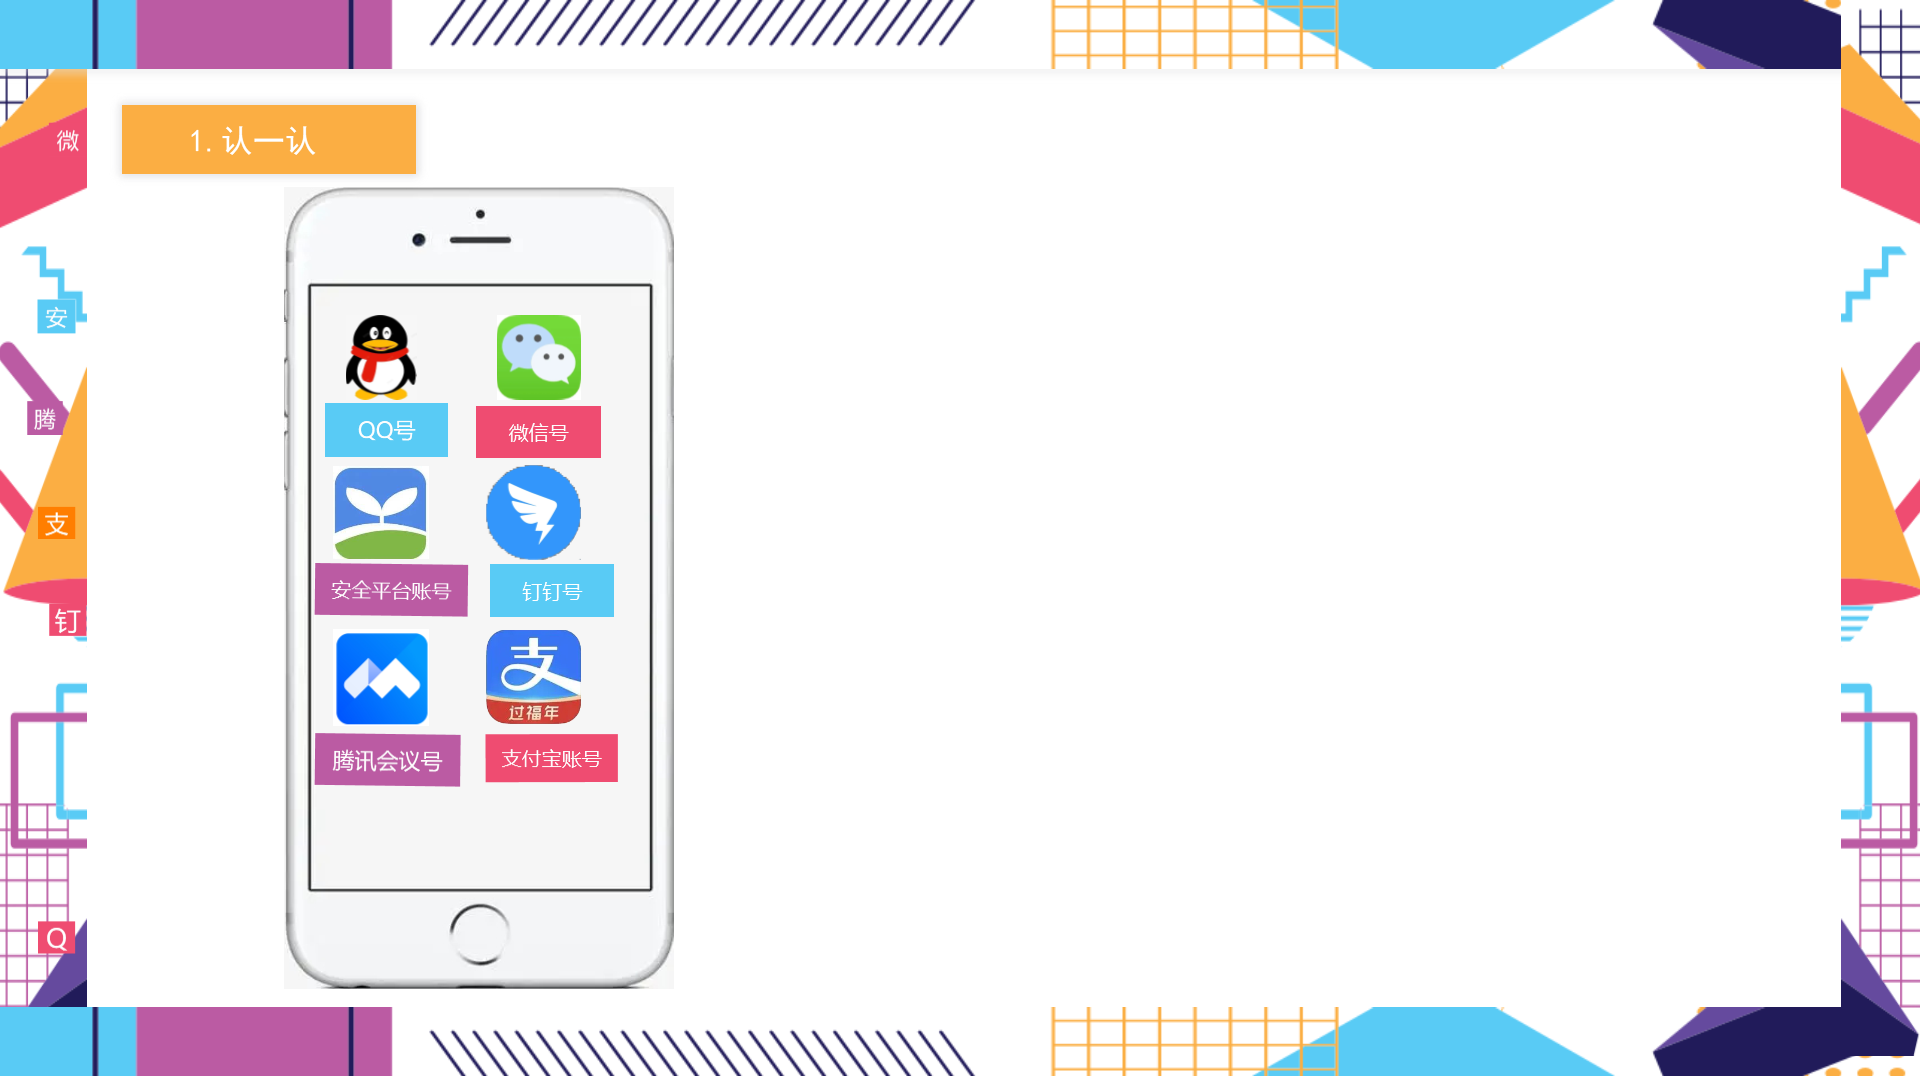 1.认一认
微
安
腾
支
钉
Q
QQ号
微信号
安全平台账号
钉钉号
支
过福年
腾讯会议号
支付宝账号